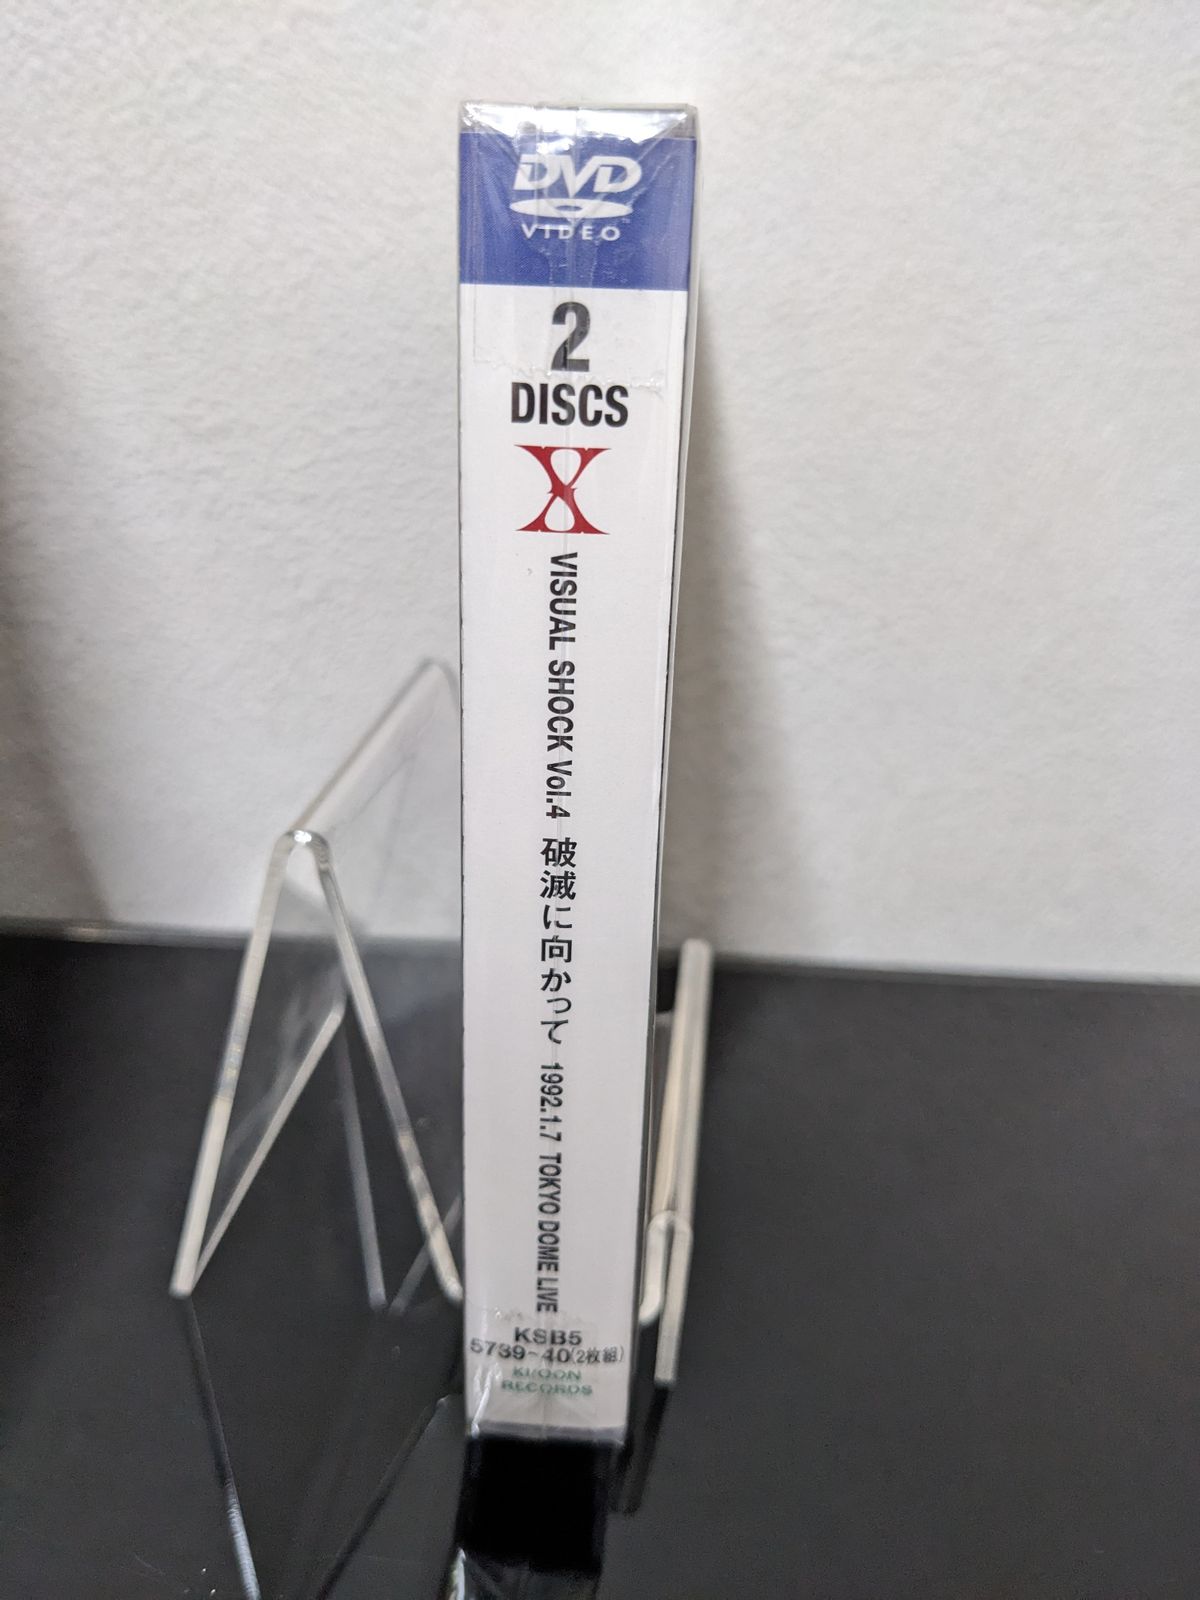 DVD
VIDEO
2
DISCS
X
VISUAL SHOCK Vol.4 破滅に向かって 1992.1.7 TOKYO DOME LIVE
KSB5
5739~40(2枚組)
KI/OON
RECORDS